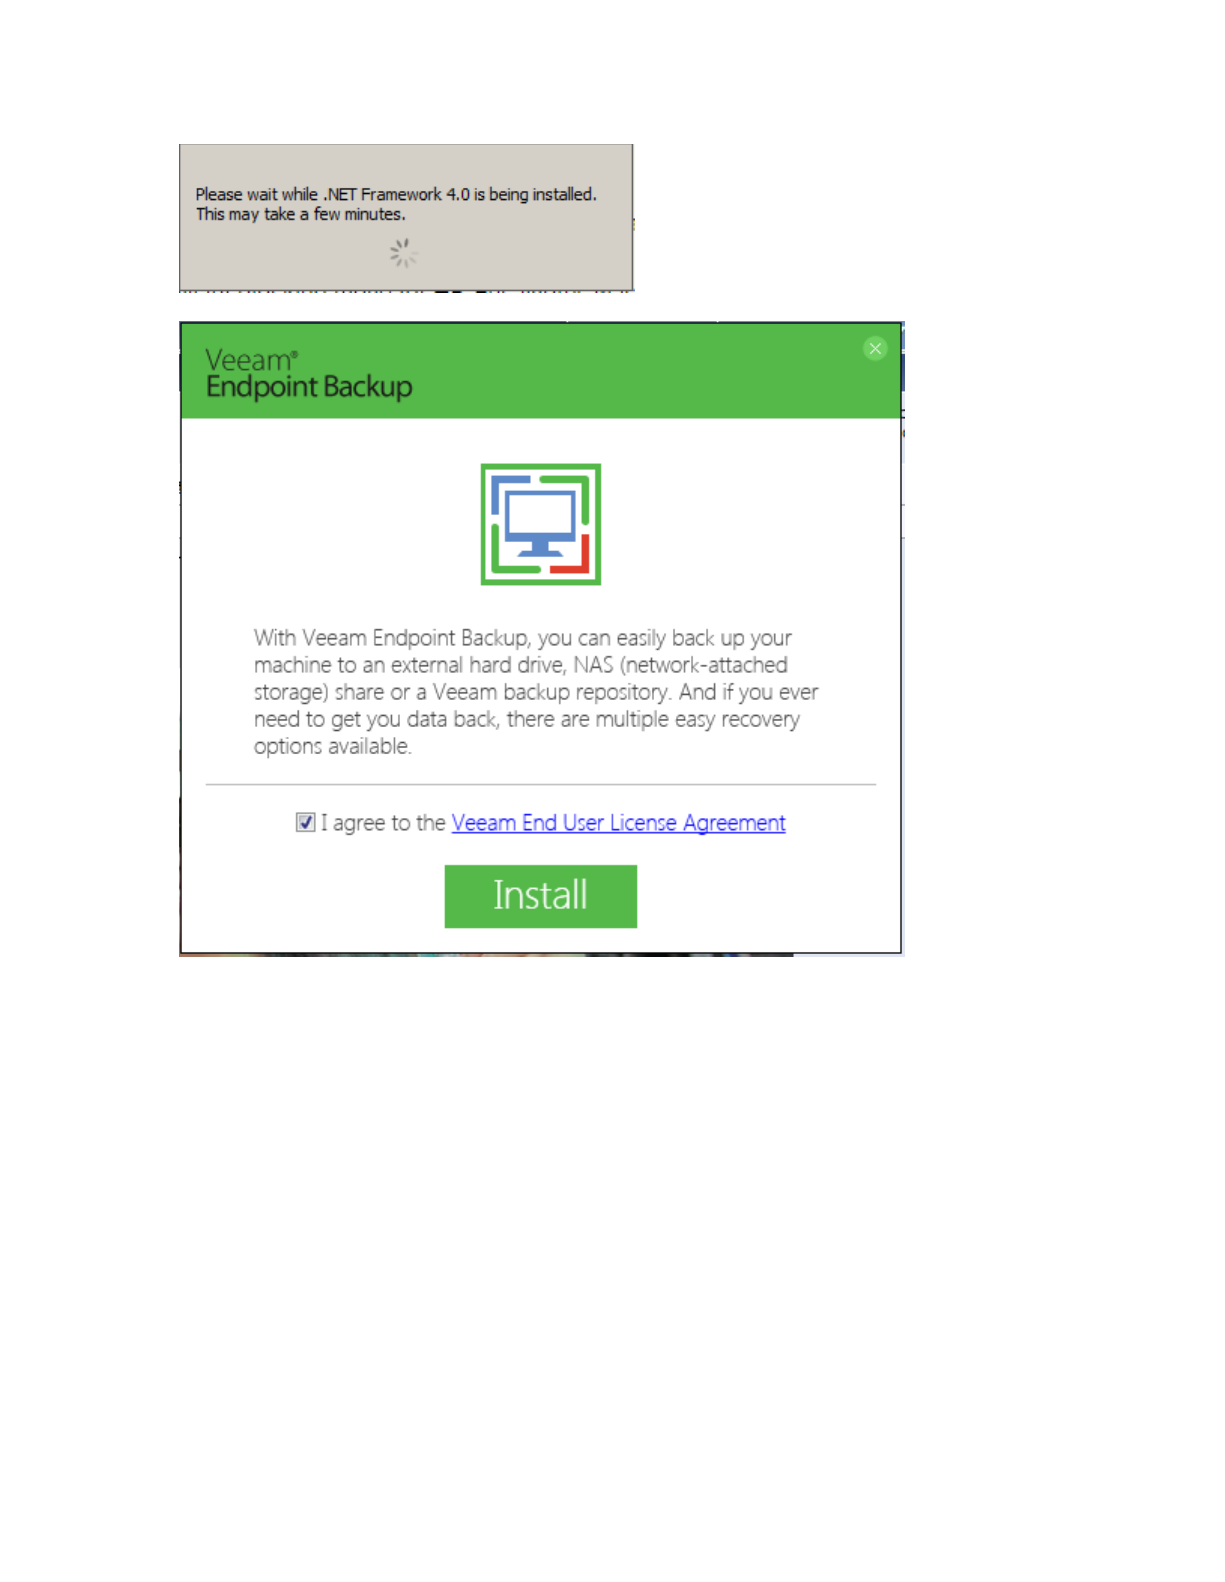 Please wait while .NET Framework 4.0 is being installed.
This may take a few minutes.
Veeam®
Endpoint Backup
With Veeam Endpoint Backup, you can easily back up your
machine to an external hard drive, NAS (network-attached
storage) share or a Veeam backup repository. And if you ever
need to get you data back, there are multiple easy recovery
options available.
I agree to the Veeam End User License Agreement
Install